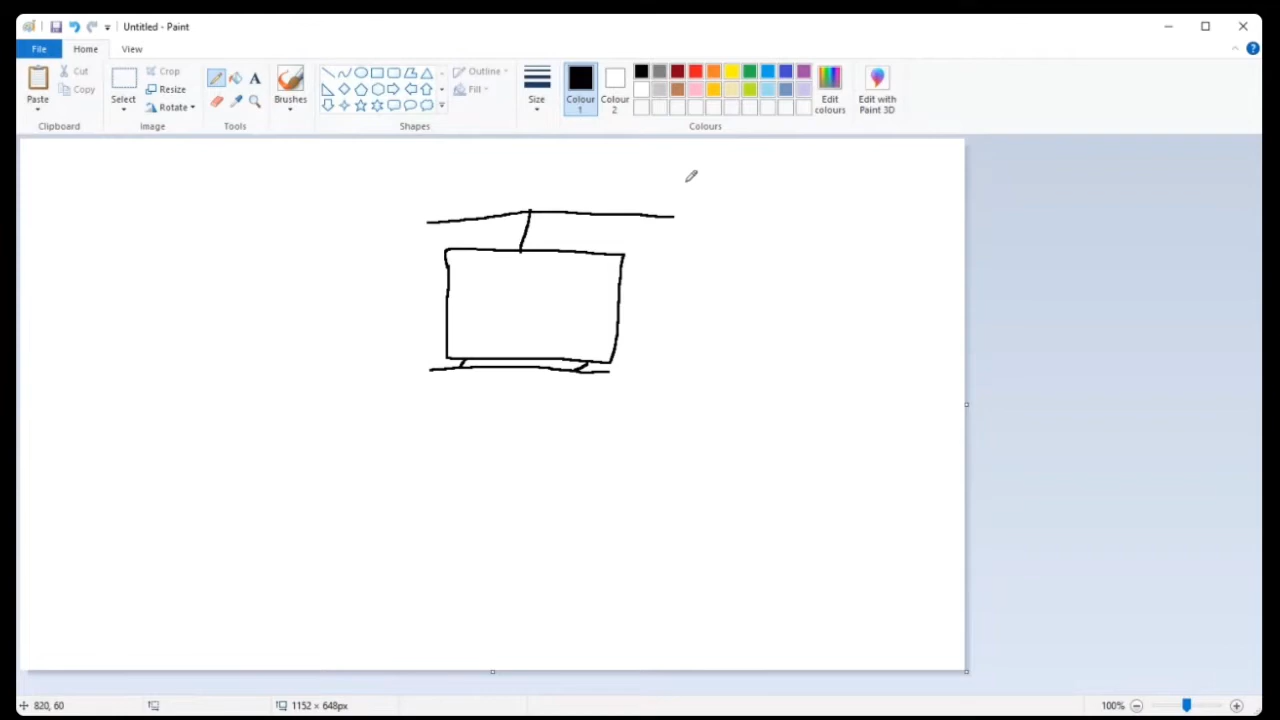 Untitled - Paint
File Home View
Cut
Copy
Paste
Clipboard
Select
Crop
Resize
Rotate
Image
A
Tools
Brushes
Outline
Fill
Shapes
Size
Colour 1
Colour 2
Edit colours
Edit with Paint 3D
Colours
820, 60
1152 × 648px
100%